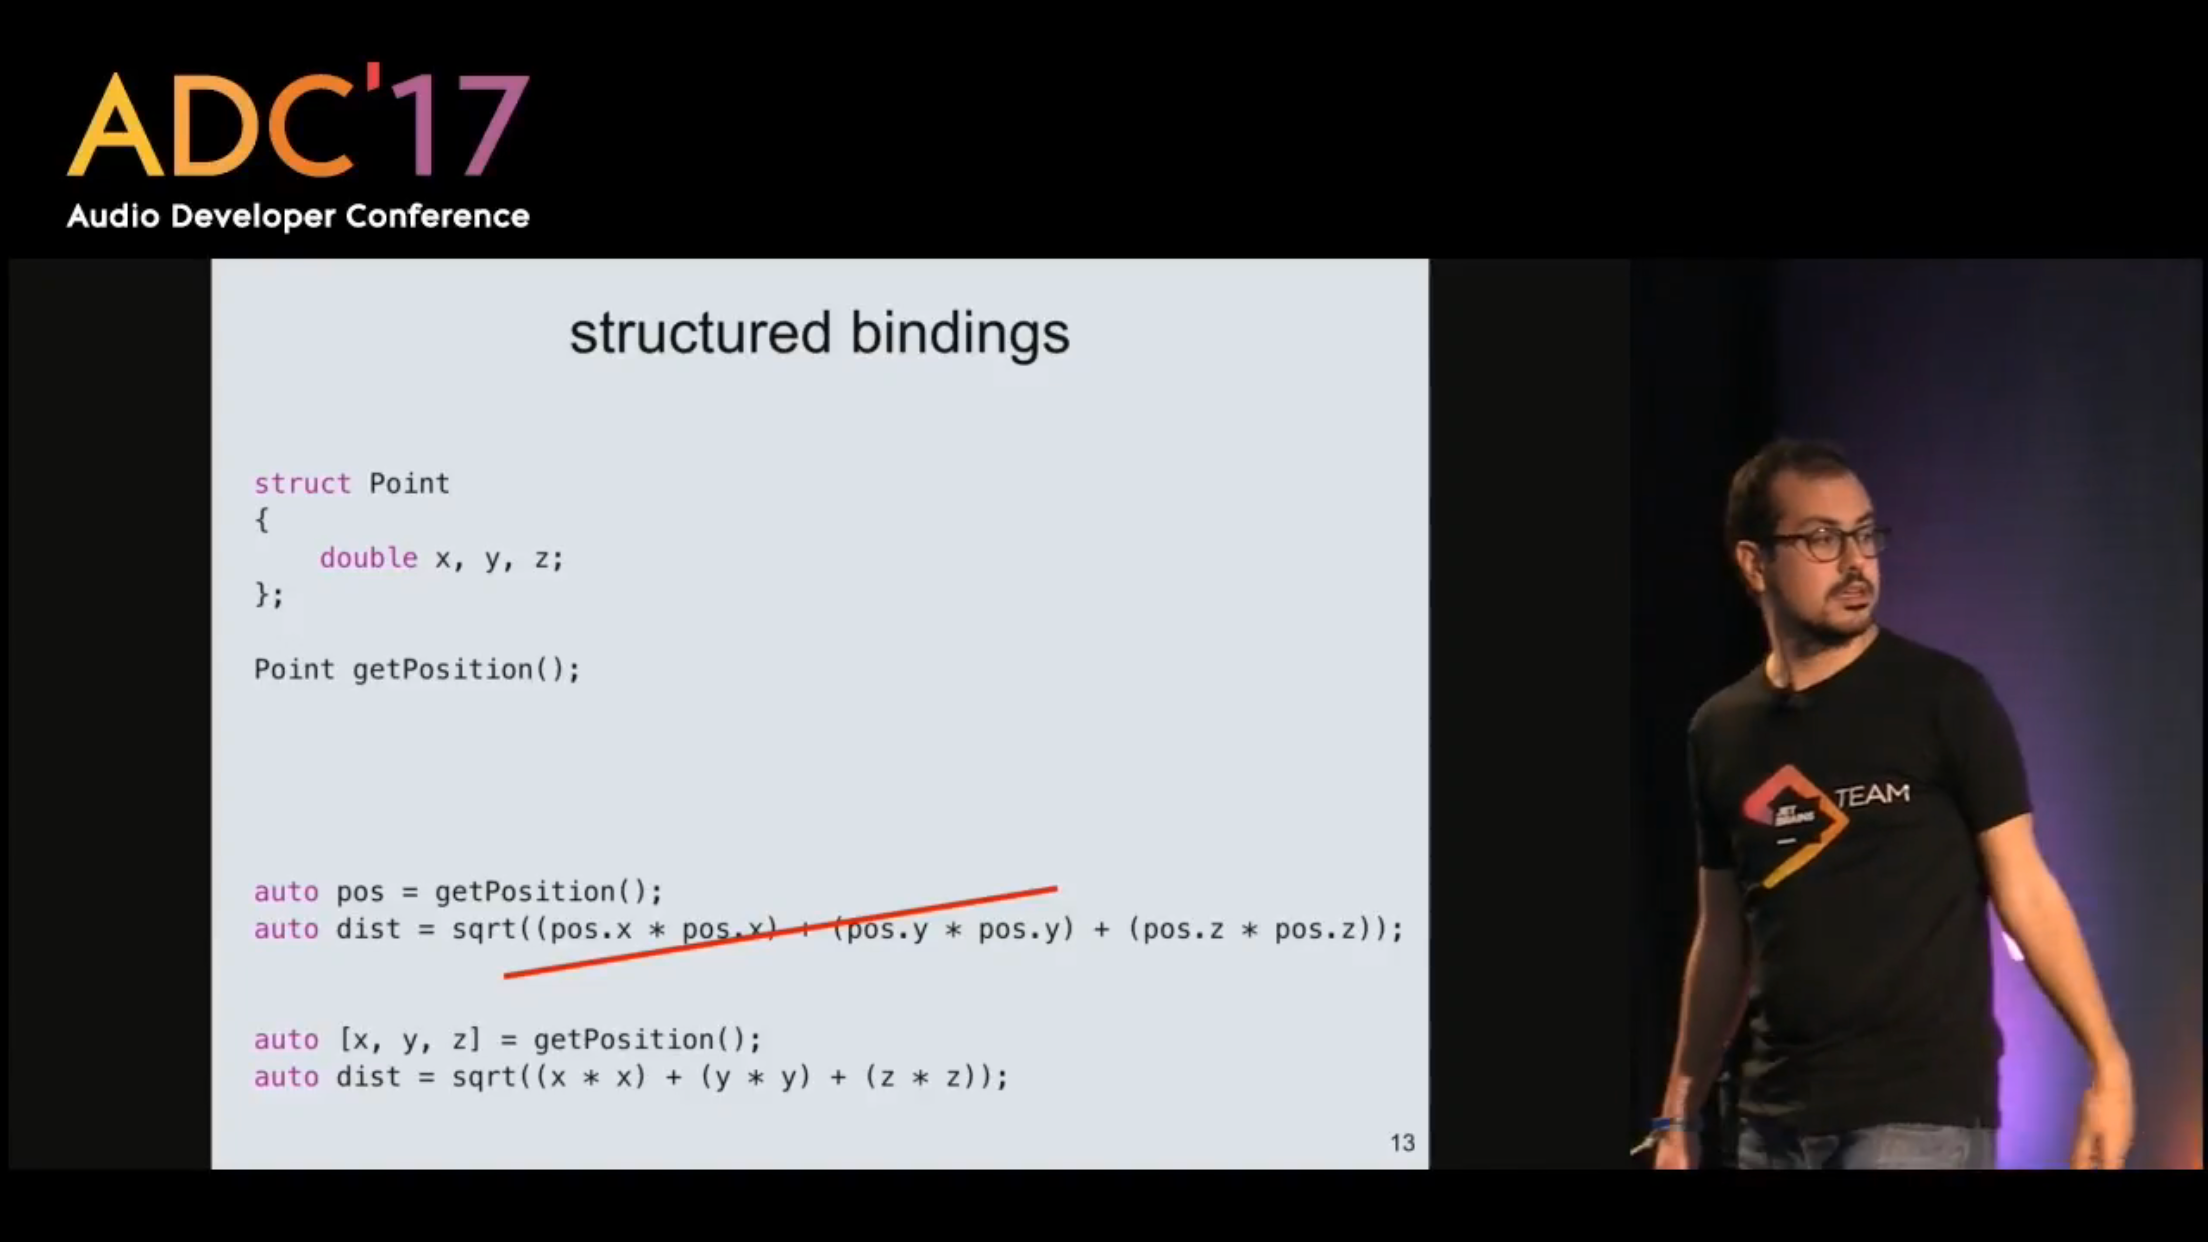 ADC'17
Audio Developer Conference
structured bindings
struct Point
{
    double x, y, z;
};
Point getPosition();
auto pos = getPosition();
auto dist = sqrt((pos.x * pos.x) + (pos.y * pos.y) + (pos.z * pos.z));
auto [x, y, z] = getPosition();
auto dist = sqrt((x * x) + (y * y) + (z * z));
13
JET
BRAINS
TEAM